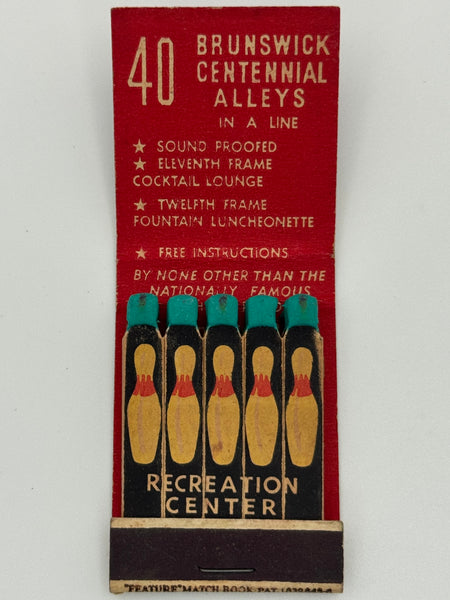 40 BRUNSWICK
CENTENNIAL
ALLEYS
IN A LINE
★ SOUND PROOFED
★ ELEVENTH FRAME
COCKTAIL LOUNGE
★ TWELFTH FRAME
FOUNTAIN LUNCHEONETTE
★ FREE INSTRUCTIONS
BY NONE OTHER THAN THE
NATIONALLY FAMOUS
RECREATION
CENTER
"FEATURE" MATCH BOOK PAT.